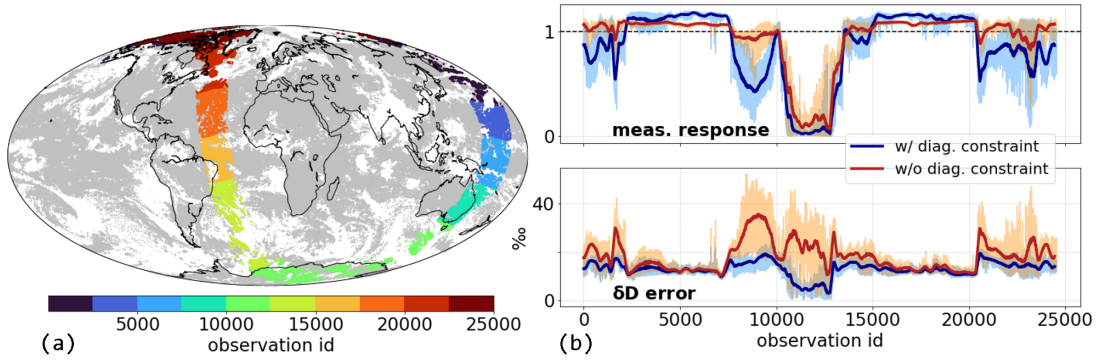 5000 10000 15000 20000 25000
observation id
(a)
1
0
meas. response
w/ diag. constraint
w/o diag. constraint
40
‰
0
δD error
0 5000 10000 15000 20000 25000
observation id
(b)